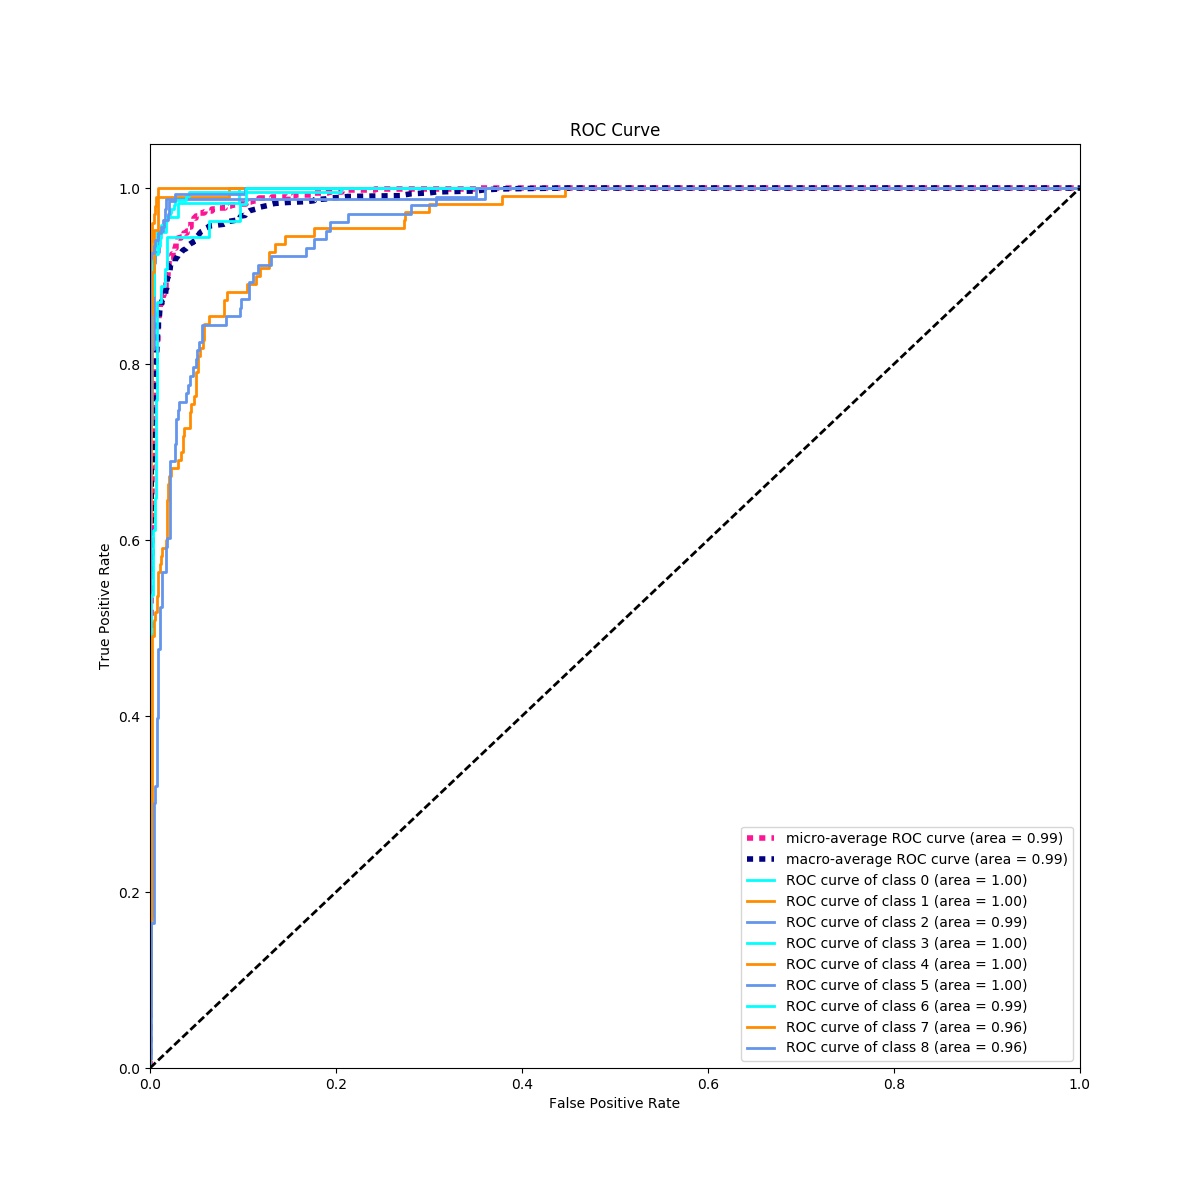 ROC Curve
1.0
0.8
0.6
0.4
0.2
0.0
True Positive Rate
micro-average ROC curve (area = 0.99)
macro-average ROC curve (area = 0.99)
ROC curve of class 0 (area = 1.00)
ROC curve of class 1 (area = 1.00)
ROC curve of class 2 (area = 0.99)
ROC curve of class 3 (area = 1.00)
ROC curve of class 4 (area = 1.00)
ROC curve of class 5 (area = 1.00)
ROC curve of class 6 (area = 0.99)
ROC curve of class 7 (area = 0.96)
ROC curve of class 8 (area = 0.96)
0.0 0.2 0.4 0.6 0.8 1.0
False Positive Rate